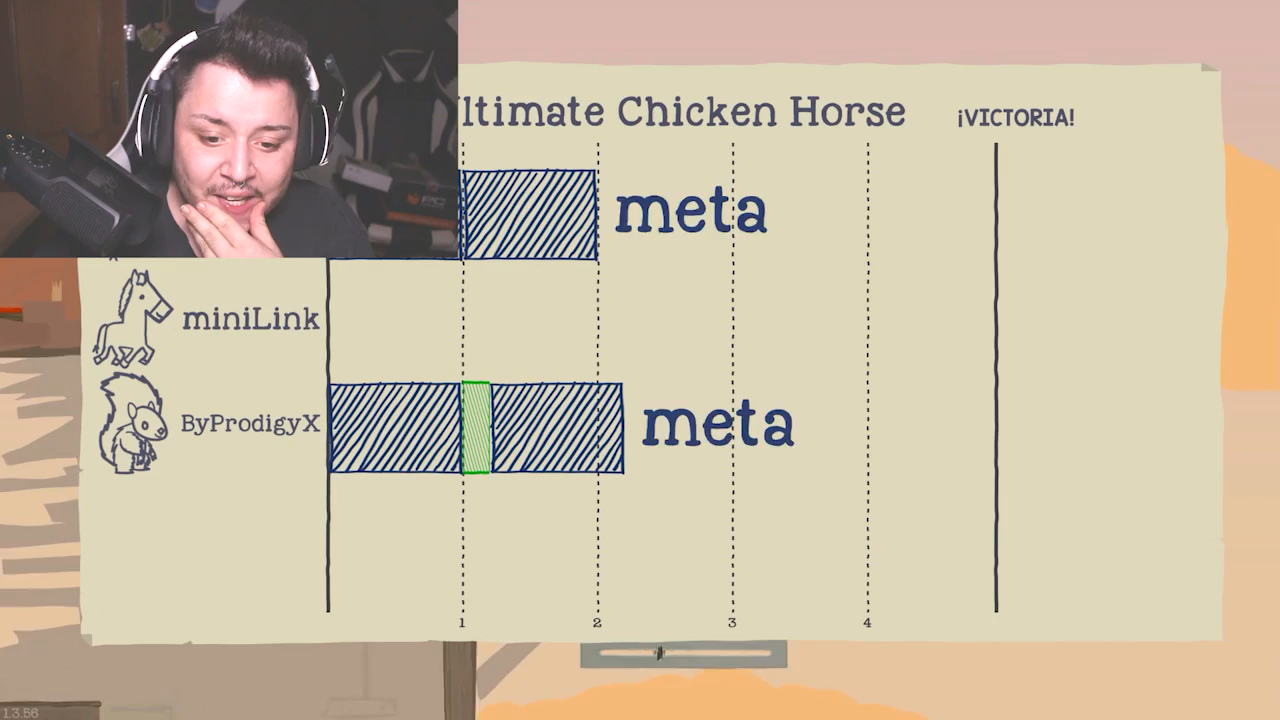 ltimate Chicken Horse
¡VICTORIA!
meta
miniLink
ByProdigyX
meta
1 2 3 4
1.3.56